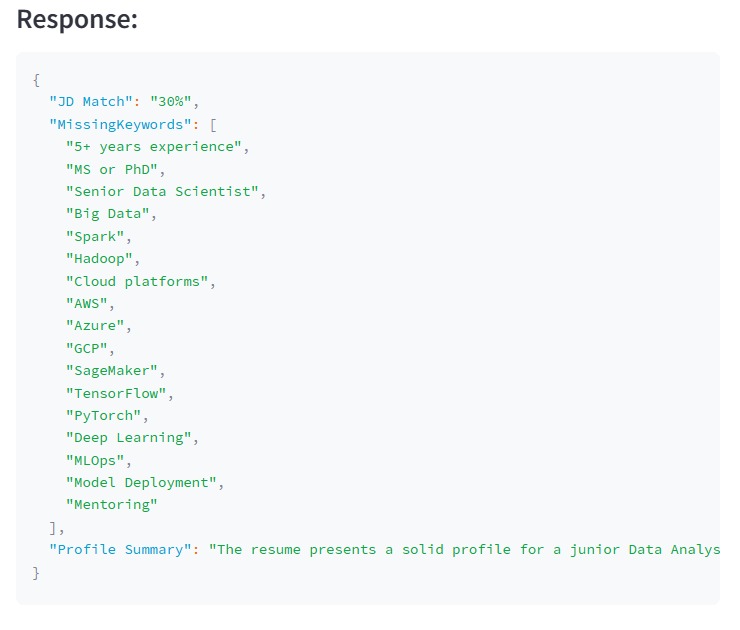 Response:
{
"JD Match": "30%",
"MissingKeywords": [
"5+ years experience",
"MS or PhD",
"Senior Data Scientist",
"Big Data",
"Spark",
"Hadoop",
"Cloud platforms",
"AWS",
"Azure",
"GCP",
"SageMaker",
"TensorFlow",
"PyTorch",
"Deep Learning",
"MLOps",
"Model Deployment",
"Mentoring"
],
"Profile Summary": "The resume presents a solid profile for a junior Data Analys
}